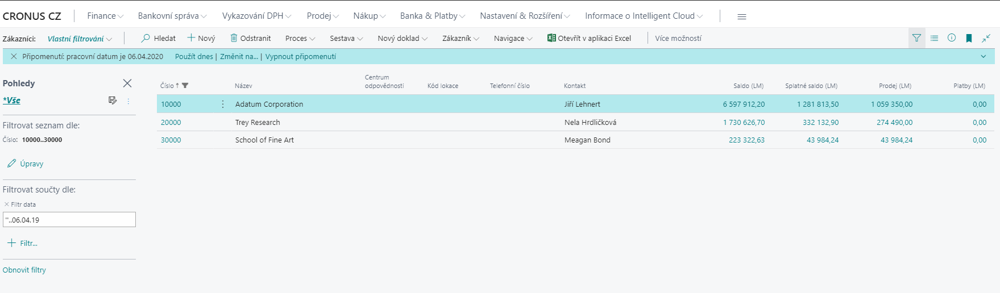 CRONUS CZ Finance Bankovní správa Vykazování DPH Prodej Nákup Banka & Platby Nastavení & Rozšíření Informace o Intelligent Cloud
Zákazníci: Vlastní filtrování Hledat Nový Odstranit Proces Sestava Nový doklad Zákazník Navigace Otevřít v aplikaci Excel Více možností
Připomenutí: pracovní datum je 06.04.2020 Použít dnes | Změnit na... | Vypnout připomenutí
Pohledy
*Vše
Filtrovat seznam dle:
Číslo: 10000..30000
Úpravy
Filtrovat součty dle:
Filtr data
''..06.04.19
Filtr...
Obnovit filtry
Číslo Název Centrum odpovědnosti Kód lokace Telefonní číslo Kontakt Saldo (LM) Splatné saldo (LM) Prodej (LM) Platby (LM)
10000 Adatum Corporation Jiří Lehnert 6 597 912,20 1 281 813,50 1 059 350,00 0,00
20000 Trey Research Nela Hrdličková 1 730 626,70 332 132,90 274 490,00 0,00
30000 School of Fine Art Meagan Bond 223 322,63 43 984,24 43 984,24 0,00